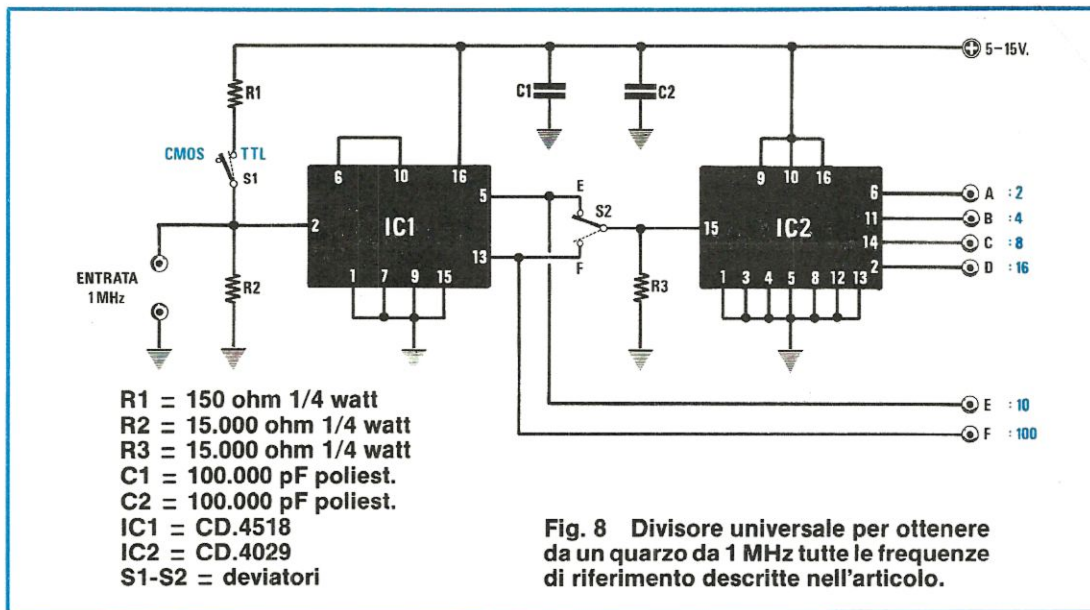 5-15V.
R1
C1
C2
CMOS TTL
S1
6 10 16
9 10 16
5
E
6
A :2
IC1
S2
IC2
11
B :4
2
15
14
C :8
13
F
2
D :16
ENTRATA
1MHz
R2
1 7 9 15
R3
1 3 4 5 8 12 13
R1 = 150 ohm 1/4 watt
R2 = 15.000 ohm 1/4 watt
R3 = 15.000 ohm 1/4 watt
C1 = 100.000 pF poliest.
C2 = 100.000 pF poliest.
IC1 = CD.4518
IC2 = CD.4029
S1-S2 = deviatori
E :10
F :100
Fig. 8 Divisore universale per ottenere
da un quarzo da 1 MHz tutte le frequenze
di riferimento descritte nell'articolo.